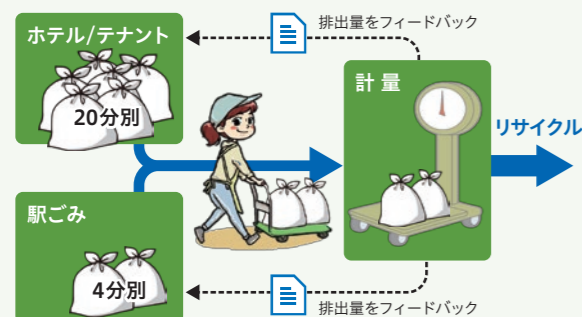 ホテル/テナント
20分別
排出量をフィードバック
計量
リサイクル
駅ごみ
4分別
排出量をフィードバック